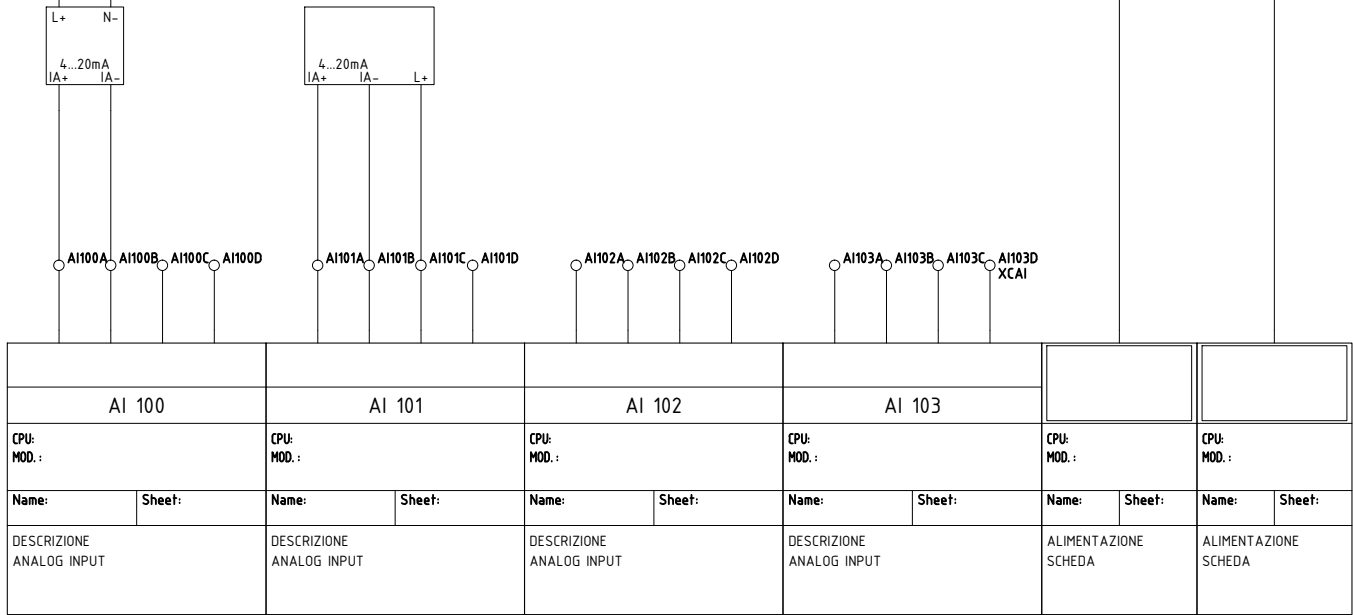 L+ N-
4...20mA
IA+ IA-
4...20mA
IA+ IA- L+
AI100A AI100B AI100C AI100D AI101A AI101B AI101C AI101D AI102A AI102B AI102C AI102D AI103A AI103B AI103C AI103D
XCAI
AI 100 AI 101 AI 102 AI 103
CPU: CPU: CPU: CPU: CPU: CPU:
MOD. : MOD. : MOD. : MOD. : MOD. : MOD. :
Name: Sheet: Name: Sheet: Name: Sheet: Name: Sheet: Name: Sheet: Name: Sheet:
DESCRIZIONE DESCRIZIONE DESCRIZIONE DESCRIZIONE ALIMENTAZIONE ALIMENTAZIONE
ANALOG INPUT ANALOG INPUT ANALOG INPUT ANALOG INPUT SCHEDA SCHEDA